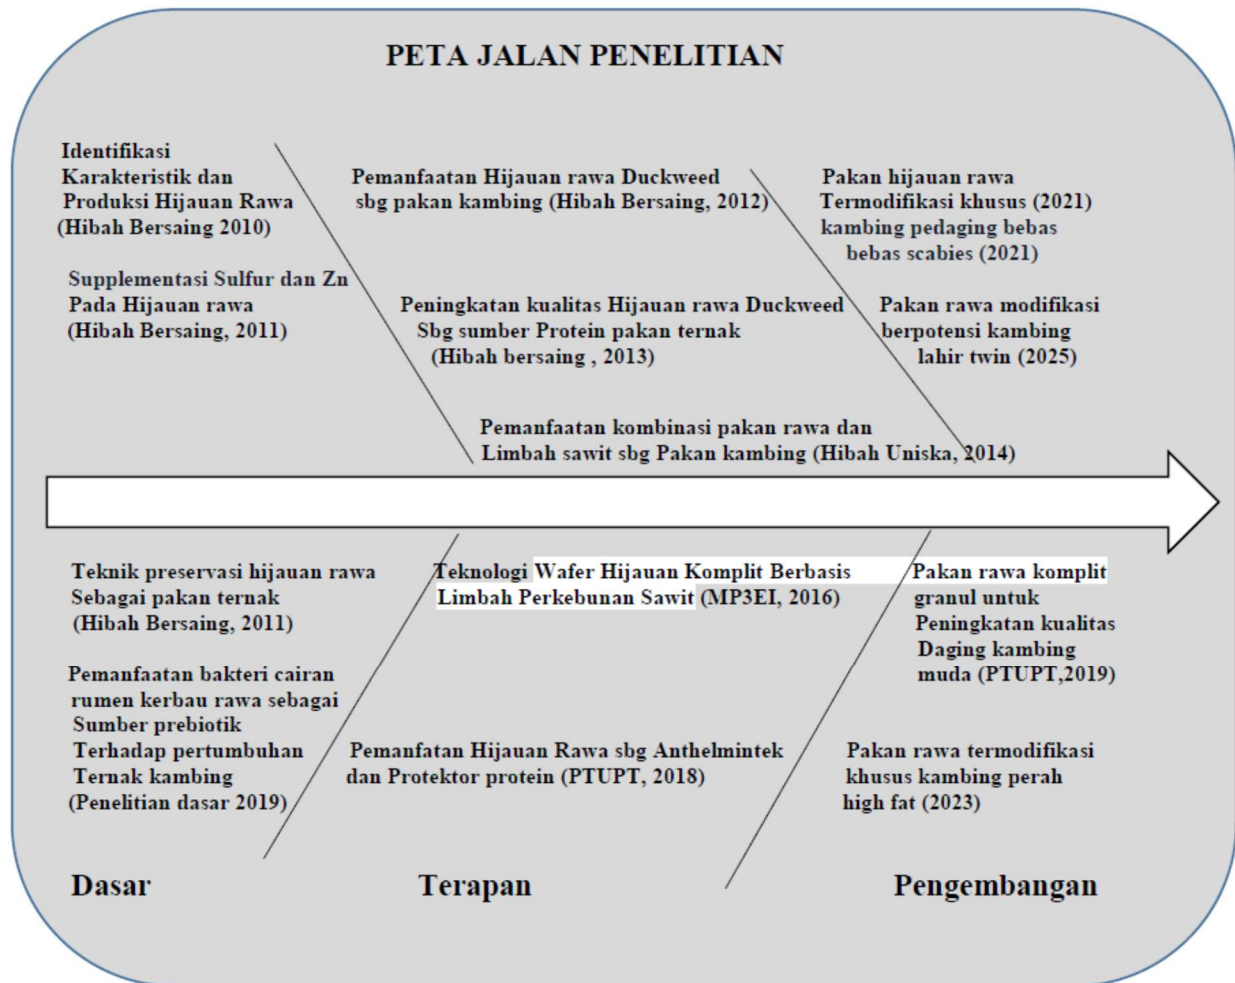 PETA JALAN PENELITIAN
Identifikasi
Karakteristik dan
Produksi Hijauan Rawa
(Hibah Bersaing 2010)
Supplementasi Sulfur dan Zn
Pada Hijauan rawa
(Hibah Bersaing, 2011)
Pemanfaatan Hijauan rawa Duckweed
sbg pakan kambing (Hibah Bersaing, 2012)
Peningkatan kualitas Hijauan rawa Duckweed
Sbg sumber Protein pakan ternak
(Hibah bersaing , 2013)
Pemanfaatan kombinasi pakan rawa dan
Limbah sawit sbg Pakan kambing (Hibah Uniska, 2014)
Pakan hijauan rawa
Termodifikasi khusus (2021)
kambing pedaging bebas
bebas scabies (2021)
Pakan rawa modifikasi
berpotensi kambing
lahir twin (2025)
Teknik preservasi hijauan rawa
Sebagai pakan ternak
(Hibah Bersaing, 2011)
Pemanfaatan bakteri cairan
rumen kerbau rawa sebagai
Sumber prebiotik
Terhadap pertumbuhan
Ternak kambing
(Penelitian dasar 2019)
Teknologi Wafer Hijauan Komplit Berbasis
Limbah Perkebunan Sawit (MP3EI, 2016)
Pemanfatan Hijauan Rawa sbg Anthelmintek
dan Protektor protein (PTUPT, 2018)
Pakan rawa komplit
granul untuk
Peningkatan kualitas
Daging kambing
muda (PTUPT,2019)
Pakan rawa termodifikasi
khusus kambing perah
high fat (2023)
Dasar
Terapan
Pengembangan